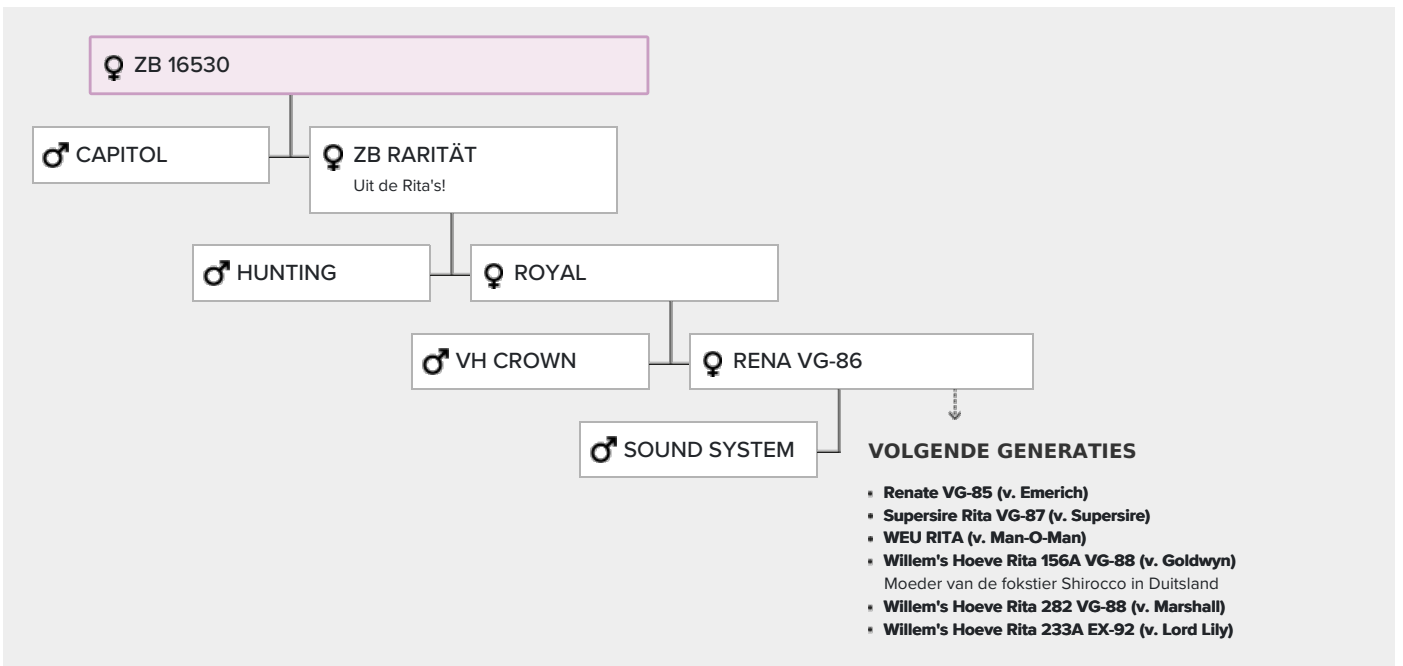 ZB 16530
CAPITOL
ZB RARITÄT
Uit de Rita's!
HUNTING
ROYAL
VH CROWN
RENA VG-86
SOUND SYSTEM
VOLGENDE GENERATIES
Renate VG-85 (v. Emerich)
Supersire Rita VG-87 (v. Supersire)
WEU RITA (v. Man-O-Man)
Willem's Hoeve Rita 156A VG-88 (v. Goldwyn)
Moeder van de fokstier Shirocco in Duitsland
Willem's Hoeve Rita 282 VG-88 (v. Marshall)
Willem's Hoeve Rita 233A EX-92 (v. Lord Lily)